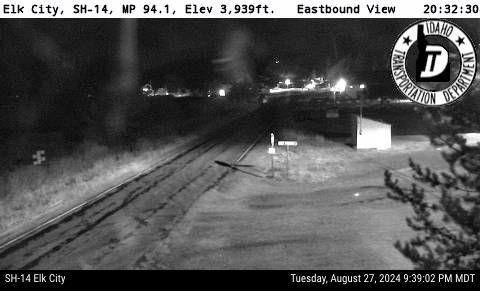 Elk City, SH-14, MP 94.1, Elev 3,939ft. Eastbound View 20:32:30
IDAHO
TRANSPORTATION DEPARTMENT
SH-14 Elk City Tuesday, August 27, 2024 9:39:02 PM MDT